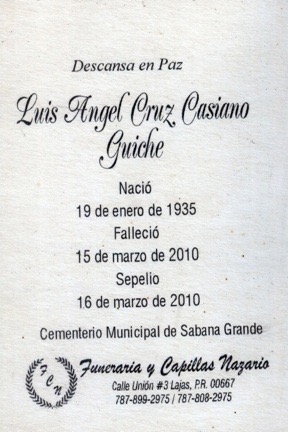 Descansa en Paz
Luis Angel Cruz Casiano
Guiche
Nació
19 de enero de 1935
Falleció
15 de marzo de 2010
Sepelio
16 de marzo de 2010
Cementerio Municipal de Sabana Grande
F C N
Funeraria y Capillas Nazario
Calle Unión #3 Lajas, P.R. 00667
787-899-2975 / 787-808-2975